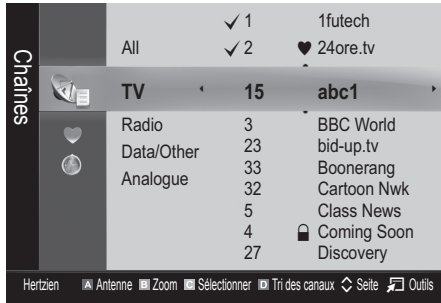 Chaînes
✓ 1 1futech
All ✓ 2 ♥ 24ore.tv
TV 15 abc1
Radio 3 BBC World
Data/Other 23 bid-up.tv
Analogue 33 Boonerang
32 Cartoon Nwk
5 Class News
4 Coming Soon
27 Discovery
Hertzien A Antenne B Zoom C Sélectionner D Tri des canaux Seite Outils